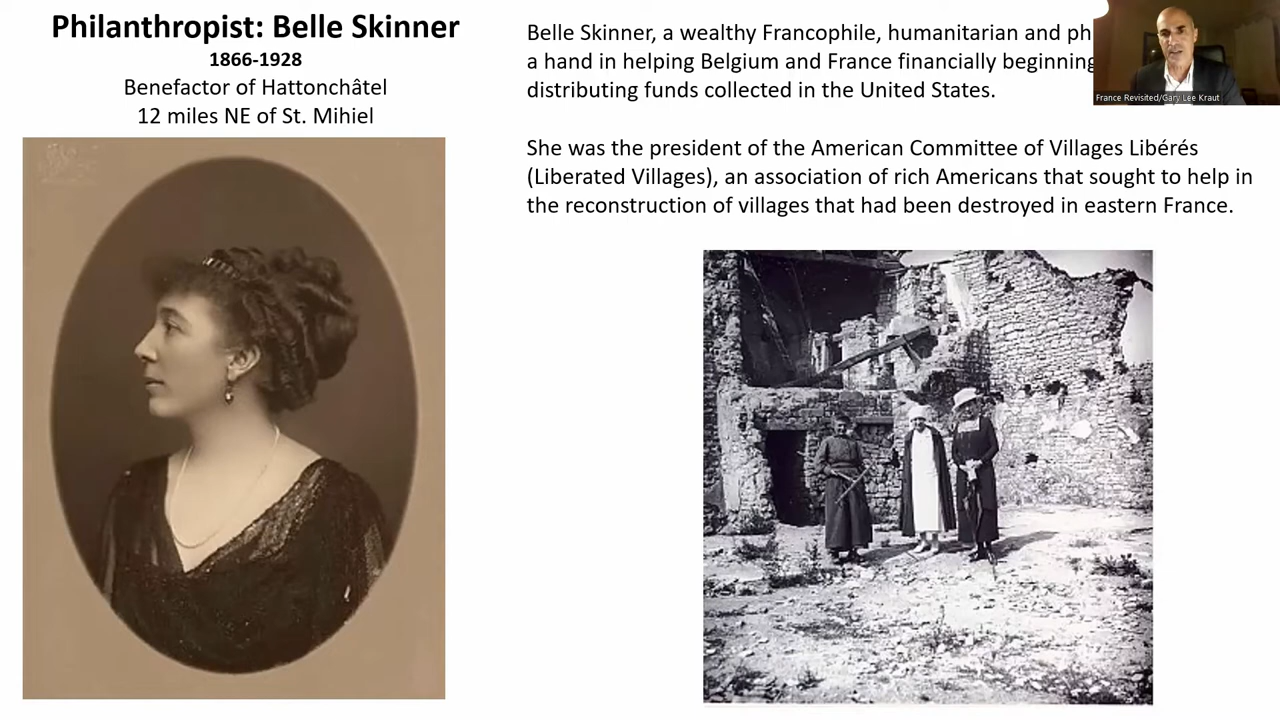 Philanthropist: Belle Skinner
1866-1928
Benefactor of Hattonchâtel
12 miles NE of St. Mihiel
Belle Skinner, a wealthy Francophile, humanitarian and
a hand in helping Belgium and France financially beginning
distributing funds collected in the United States.
She was the president of the American Committee of Villages Libérés
(Liberated Villages), an association of rich Americans that sought to help in
the reconstruction of villages that had been destroyed in eastern France.
France Revisited/Gary Lee Kraut